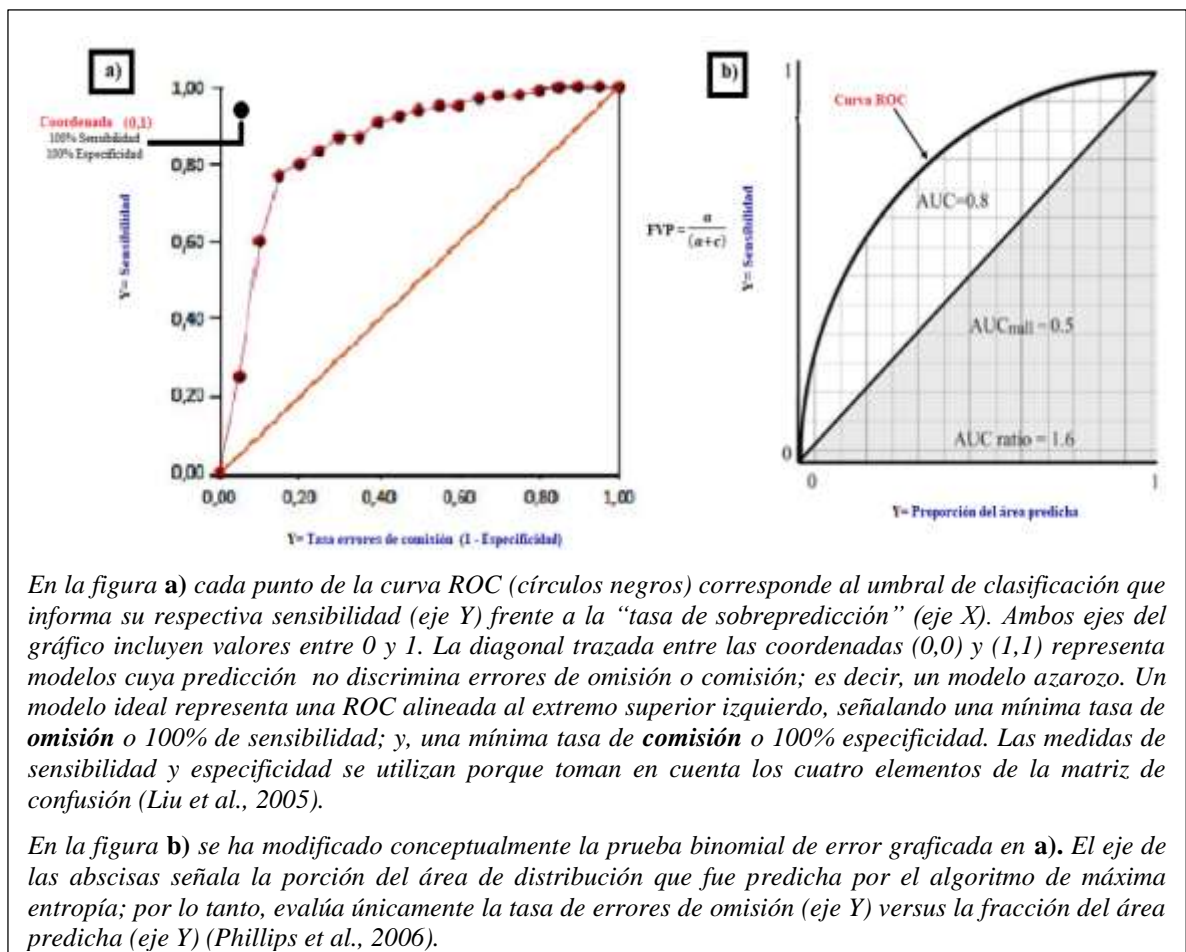 a)
1,00
Coordenada (0,1)
100% Sensibilidad
100% Especificidad
0,80
0,60
0,40
0,20
0,00
Y= Sensibilidad
0,00 0,20 0,40 0,60 0,80 1,00
Y= Tasa errores de comisión (1 - Especificidad)
b)
1
Curva ROC
AUC=0.8
FVP = a/(a+c)
Y= Sensibilidad
AUCnull = 0.5
AUC ratio = 1.6
0
0 1
Y= Proporción del área predicha
En la figura a) cada punto de la curva ROC (círculos negros) corresponde al umbral de clasificación que
informa su respectiva sensibilidad (eje Y) frente a la “tasa de sobrepredicción” (eje X). Ambos ejes del
gráfico incluyen valores entre 0 y 1. La diagonal trazada entre las coordenadas (0,0) y (1,1) representa
modelos cuya predicción no discrimina errores de omisión o comisión; es decir, un modelo azarozo. Un
modelo ideal representa una ROC alineada al extremo superior izquierdo, señalando una mínima tasa de
omisión o 100% de sensibilidad; y, una mínima tasa de comisión o 100% especificidad. Las medidas de
sensibilidad y especificidad se utilizan porque toman en cuenta los cuatro elementos de la matriz de
confusión (Liu et al., 2005).
En la figura b) se ha modificado conceptualmente la prueba binomial de error graficada en a). El eje de
las abscisas señala la porción del área de distribución que fue predicha por el algoritmo de máxima
entropía; por lo tanto, evalúa únicamente la tasa de errores de omisión (eje Y) versus la fracción del área
predicha (eje Y) (Phillips et al., 2006).